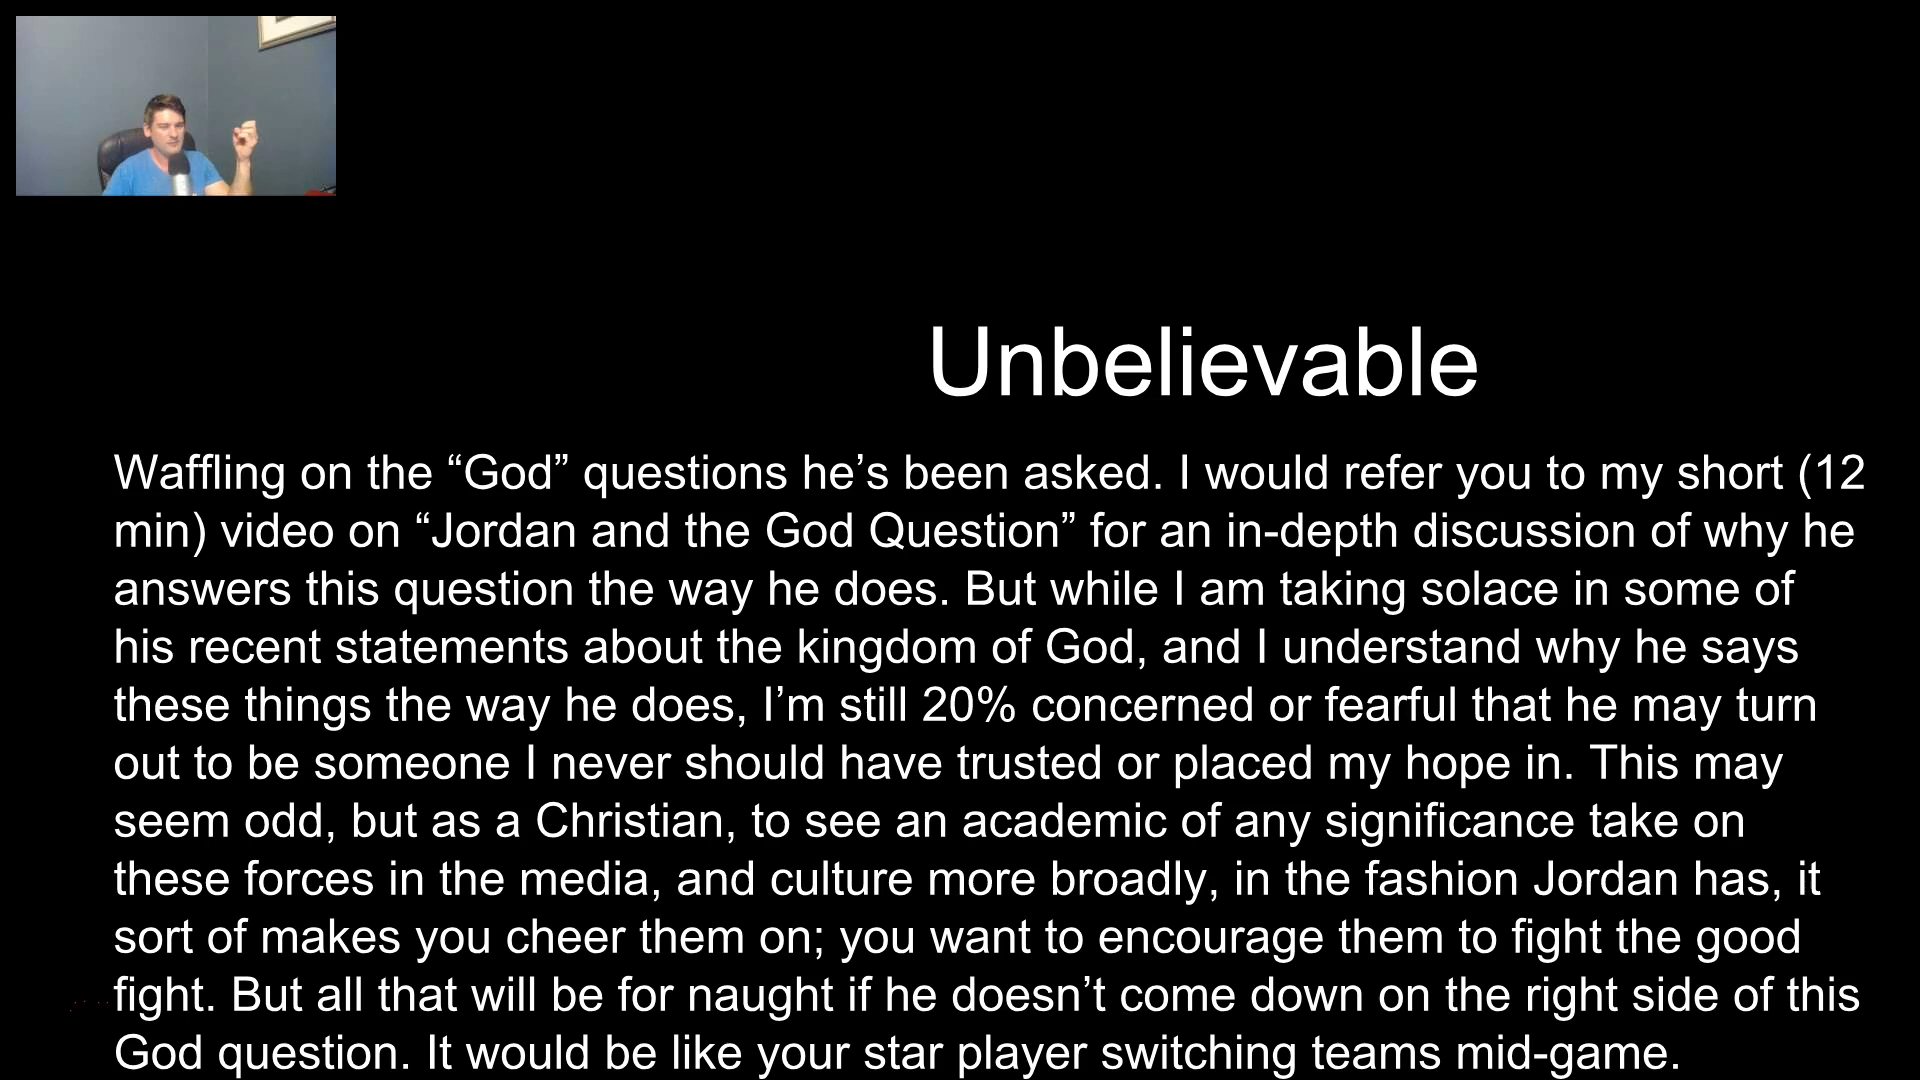 Unbelievable
Waffling on the “God” questions he’s been asked. I would refer you to my short (12
min) video on “Jordan and the God Question” for an in-depth discussion of why he
answers this question the way he does. But while I am taking solace in some of
his recent statements about the kingdom of God, and I understand why he says
these things the way he does, I’m still 20% concerned or fearful that he may turn
out to be someone I never should have trusted or placed my hope in. This may
seem odd, but as a Christian, to see an academic of any significance take on
these forces in the media, and culture more broadly, in the fashion Jordan has, it
sort of makes you cheer them on; you want to encourage them to fight the good
fight. But all that will be for naught if he doesn’t come down on the right side of this
God question. It would be like your star player switching teams mid-game.